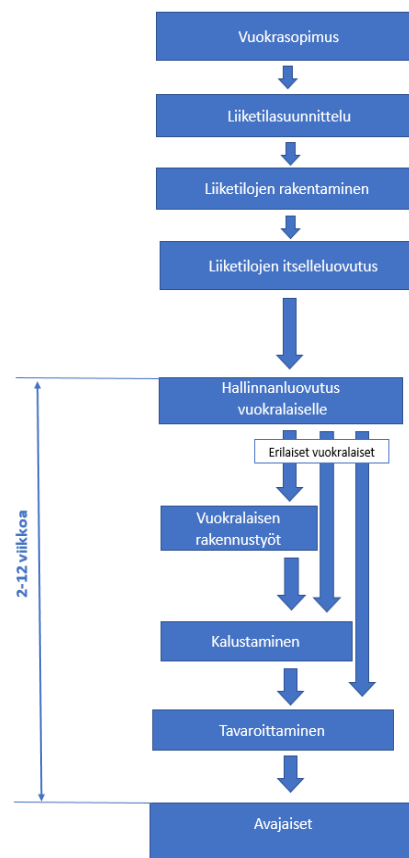 Vuokrasopimus
Liiketilasuunnittelu
Liiketilojen rakentaminen
Liiketilojen itselleluovutus
Hallinnanluovutus
vuokralaiselle
Erilaiset vuokralaiset
Vuokralaisen
rakennustyöt
2-12 viikkoa
Kalustaminen
Tavaroittaminen
Avajaiset